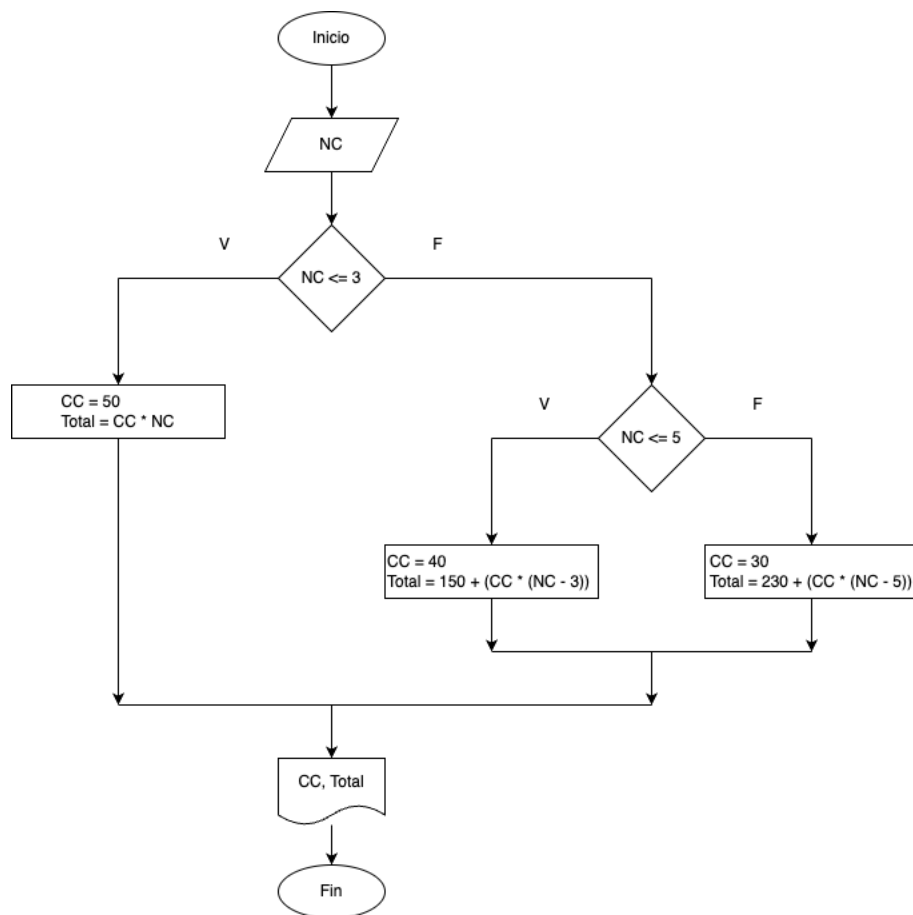 Inicio
NC
V
F
NC <= 3
CC = 50
Total = CC * NC
V
F
NC <= 5
CC = 40
Total = 150 + (CC * (NC - 3))
CC = 30
Total = 230 + (CC * (NC - 5))
CC, Total
Fin